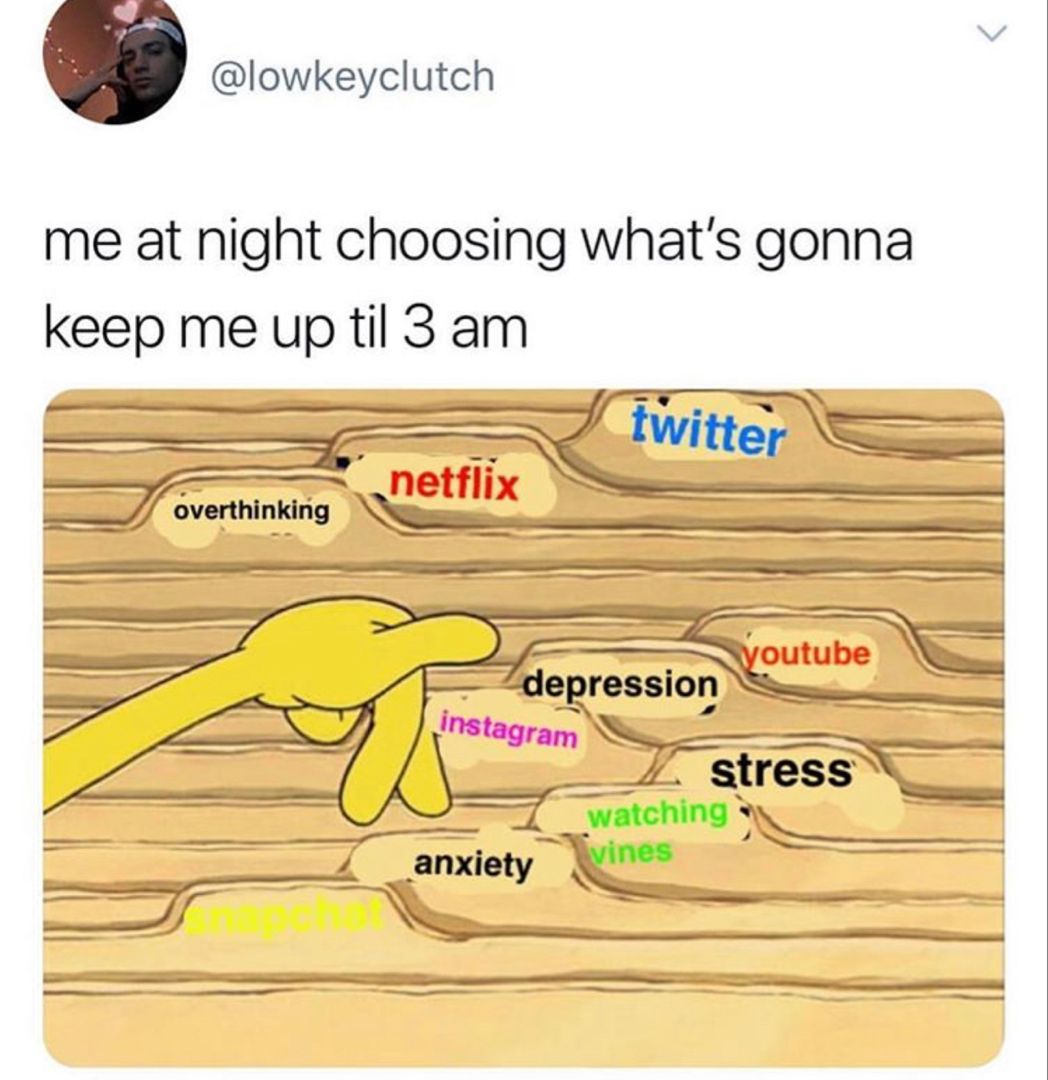 @lowkeyclutch
me at night choosing what's gonna
keep me up til 3 am
twitter
netflix
overthinking
youtube
depression
instagram
stress
watching
vines
anxiety
snapchat